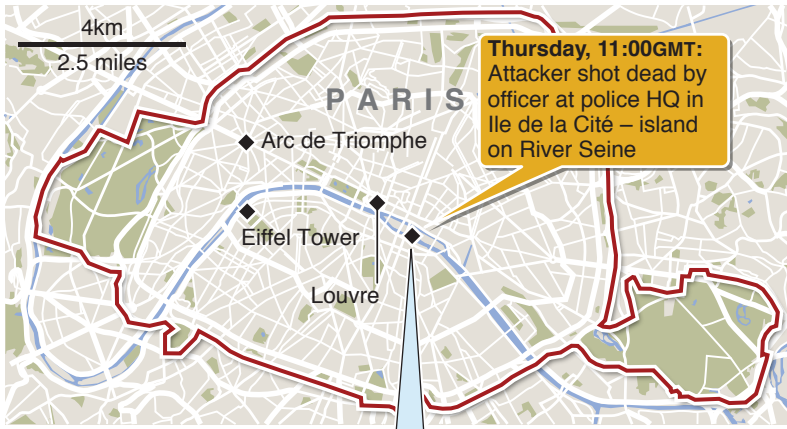 4km
2.5 miles
Thursday, 11:00GMT:
Attacker shot dead by
officer at police HQ in
Ile de la Cité – island
on River Seine
PARIS
Arc de Triomphe
Eiffel Tower
Louvre